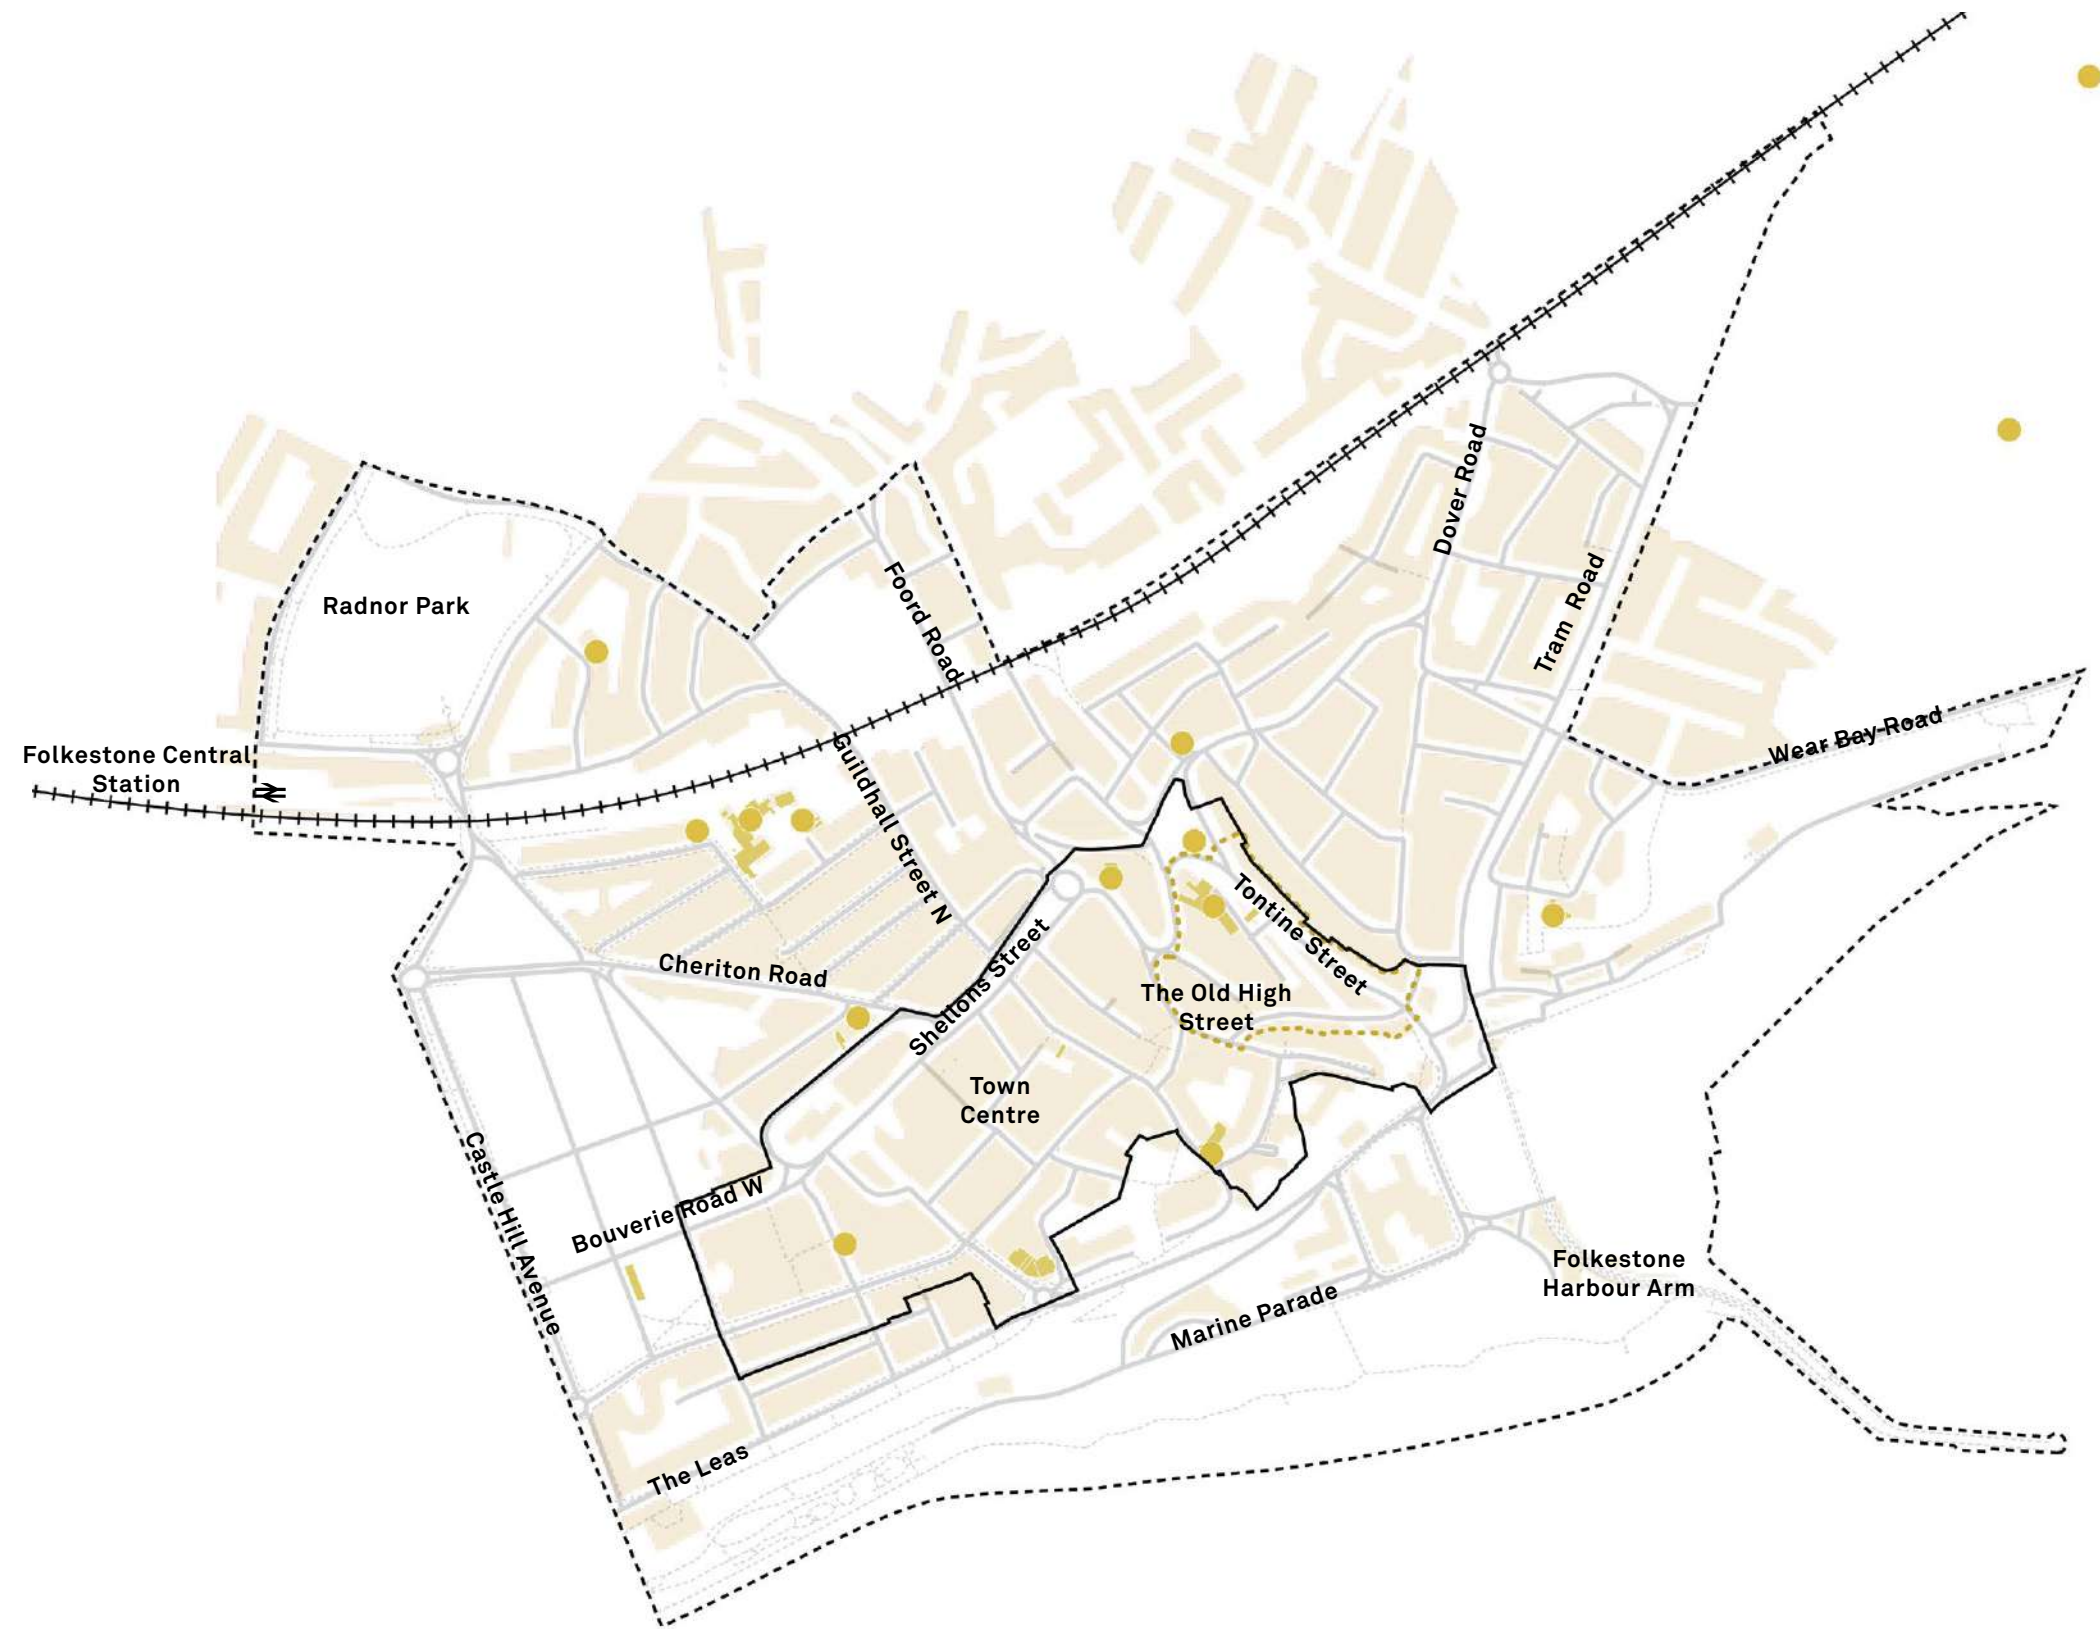 Dover Road
Foord Road
Tram Road
Radnor Park
Folkestone Central
Station
Wear Bay Road
Guildhall Street N
Tontine Street
Cheriton Road
Shellons Street
The Old High
Street
Town
Centre
Castle Hill Avenue
Bouverie Road W
Folkestone
Harbour Arm
Marine Parade
The Leas